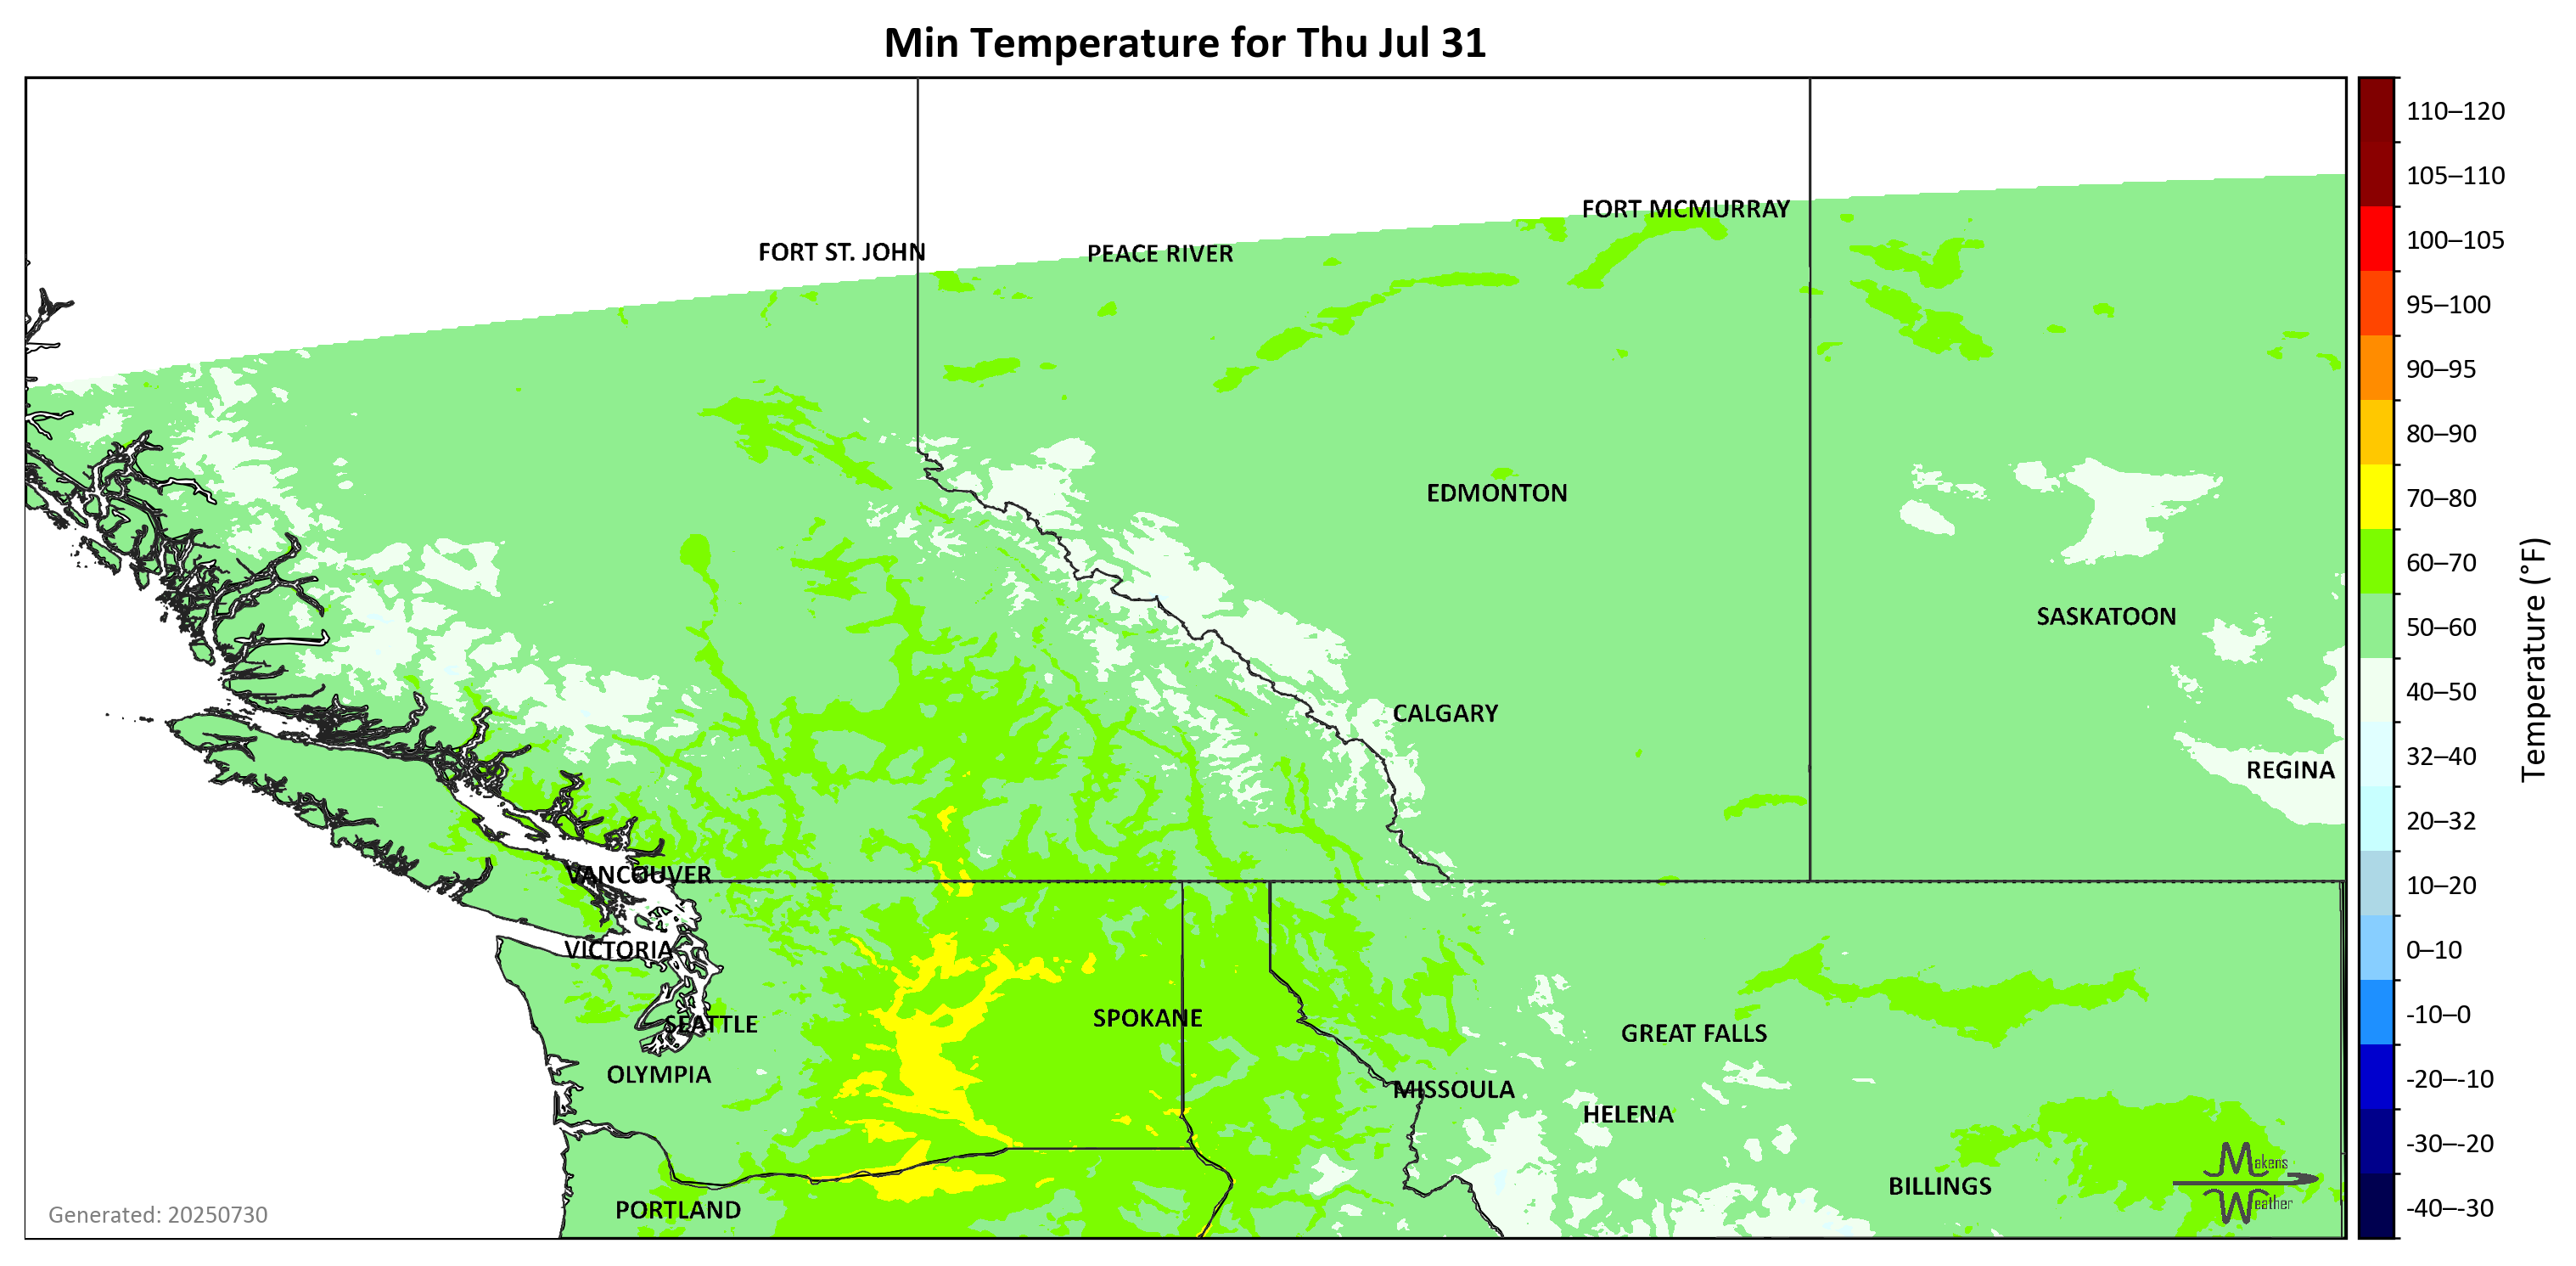 Min Temperature for Thu Jul 31
110–120
105–110
100–105
95–100
90–95
80–90
70–80
60–70
50–60
40–50
32–40
20–32
10–20
0–10
-10–0
-20–-10
-30–-20
-40–-30
Temperature (°F)
FORT MCMURRAY
FORT ST. JOHN
PEACE RIVER
EDMONTON
SASKATOON
CALGARY
REGINA
VANCOUVER
VICTORIA
SEATTLE
SPOKANE
GREAT FALLS
OLYMPIA
MISSOULA
HELENA
BILLINGS
PORTLAND
Makens
Weather
Generated: 20250730